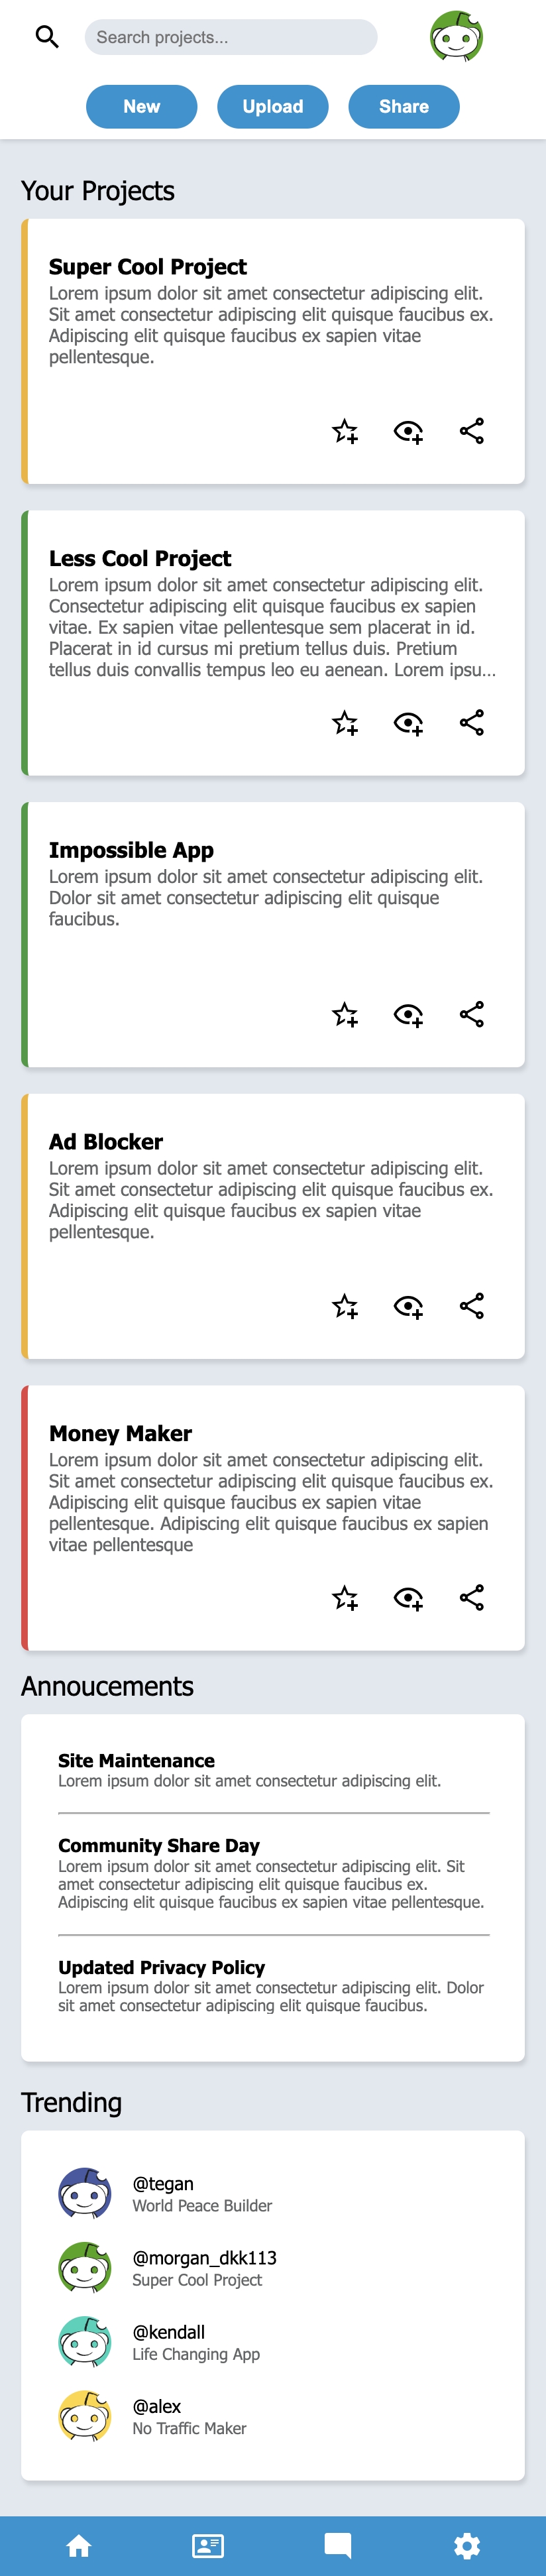 Search projects...
New
Upload
Share
Your Projects
Super Cool Project
Lorem ipsum dolor sit amet consectetur adipiscing elit.
Sit amet consectetur adipiscing elit quisque faucibus ex.
Adipiscing elit quisque faucibus ex sapien vitae
pellentesque.
Less Cool Project
Lorem ipsum dolor sit amet consectetur adipiscing elit.
Consectetur adipiscing elit quisque faucibus ex sapien
vitae. Ex sapien vitae pellentesque sem placerat in id.
Placerat in id cursus mi pretium tellus duis. Pretium
tellus duis convallis tempus leo eu aenean. Lorem ipsu...
Impossible App
Lorem ipsum dolor sit amet consectetur adipiscing elit.
Dolor sit amet consectetur adipiscing elit quisque
faucibus.
Ad Blocker
Lorem ipsum dolor sit amet consectetur adipiscing elit.
Sit amet consectetur adipiscing elit quisque faucibus ex.
Adipiscing elit quisque faucibus ex sapien vitae
pellentesque.
Money Maker
Lorem ipsum dolor sit amet consectetur adipiscing elit.
Sit amet consectetur adipiscing elit quisque faucibus ex.
Adipiscing elit quisque faucibus ex sapien vitae
pellentesque. Adipiscing elit quisque faucibus ex sapien
vitae pellentesque
Annoucements
Site Maintenance
Lorem ipsum dolor sit amet consectetur adipiscing elit.
Community Share Day
Lorem ipsum dolor sit amet consectetur adipiscing elit. Sit
amet consectetur adipiscing elit quisque faucibus ex.
Adipiscing elit quisque faucibus ex sapien vitae pellentesque.
Updated Privacy Policy
Lorem ipsum dolor sit amet consectetur adipiscing elit. Dolor
sit amet consectetur adipiscing elit quisque faucibus.
Trending
@tegan
World Peace Builder
@morgan_dkk113
Super Cool Project
@kendall
Life Changing App
@alex
No Traffic Maker